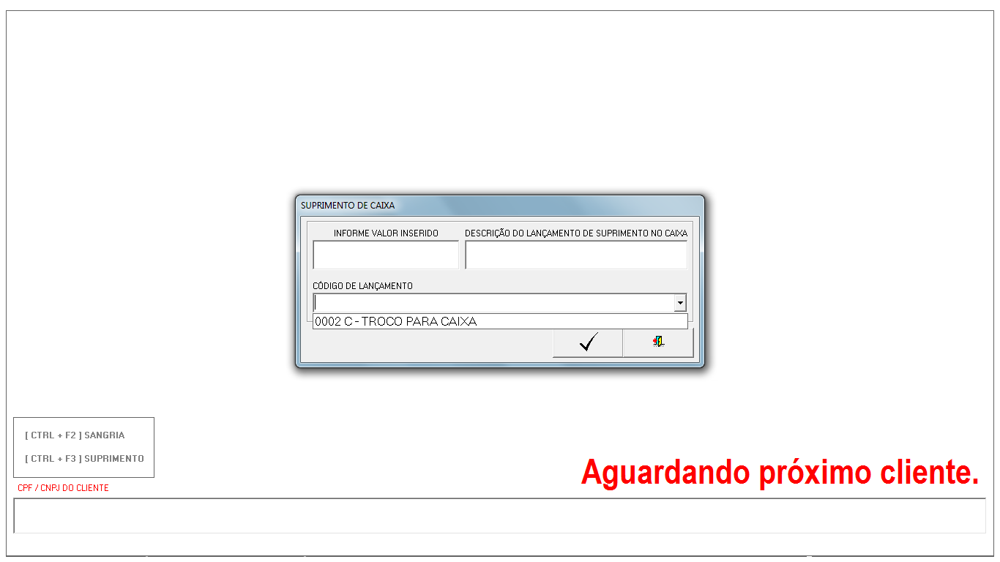 SUPRIMENTO DE CAIXA
INFORME VALOR INSERIDO
DESCRIÇÃO DO LANÇAMENTO DE SUPRIMENTO NO CAIXA
CÓDIGO DE LANÇAMENTO
0002 C - TROCO PARA CAIXA
[ CTRL + F2 ] SANGRIA
[ CTRL + F3 ] SUPRIMENTO
Aguardando próximo cliente.
CPF / CNPJ DO CLIENTE